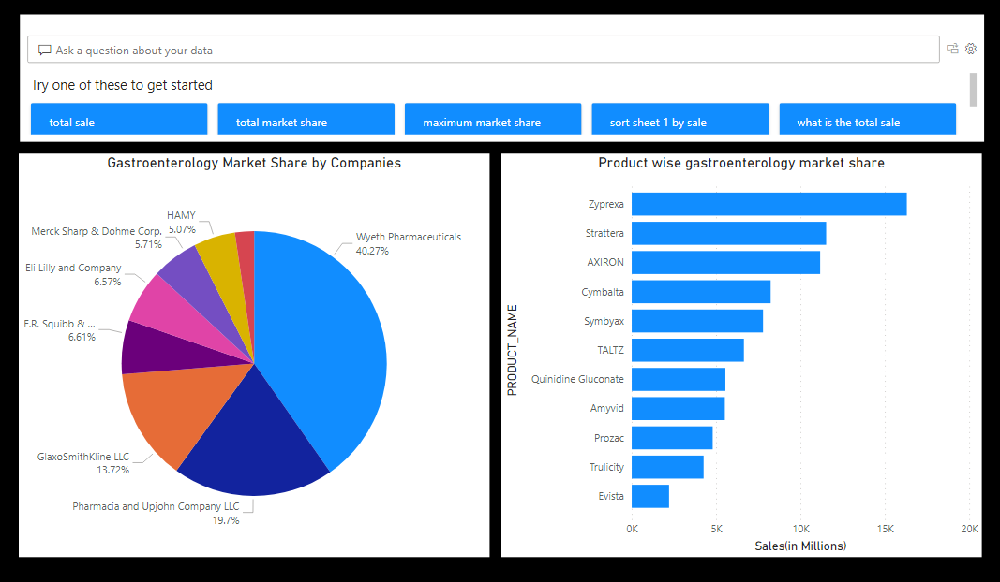 Ask a question about your data
Try one of these to get started
total sale
total market share
maximum market share
sort sheet 1 by sale
what is the total sale
Gastroenterology Market Share by Companies
HAMY
5.07%
Merck Sharp & Dohme Corp.
5.71%
Eli Lilly and Company
6.57%
E.R. Squibb & ...
6.61%
GlaxoSmithKline LLC
13.72%
Pharmacia and Upjohn Company LLC
19.7%
Wyeth Pharmaceuticals
40.27%
Product wise gastroenterology market share
PRODUCT_NAME
Zyprexa
Strattera
AXIRON
Cymbalta
Symbyax
TALTZ
Quinidine Gluconate
Amyvid
Prozac
Trulicity
Evista
0K 5K 10K 15K 20K
Sales(in Millions)